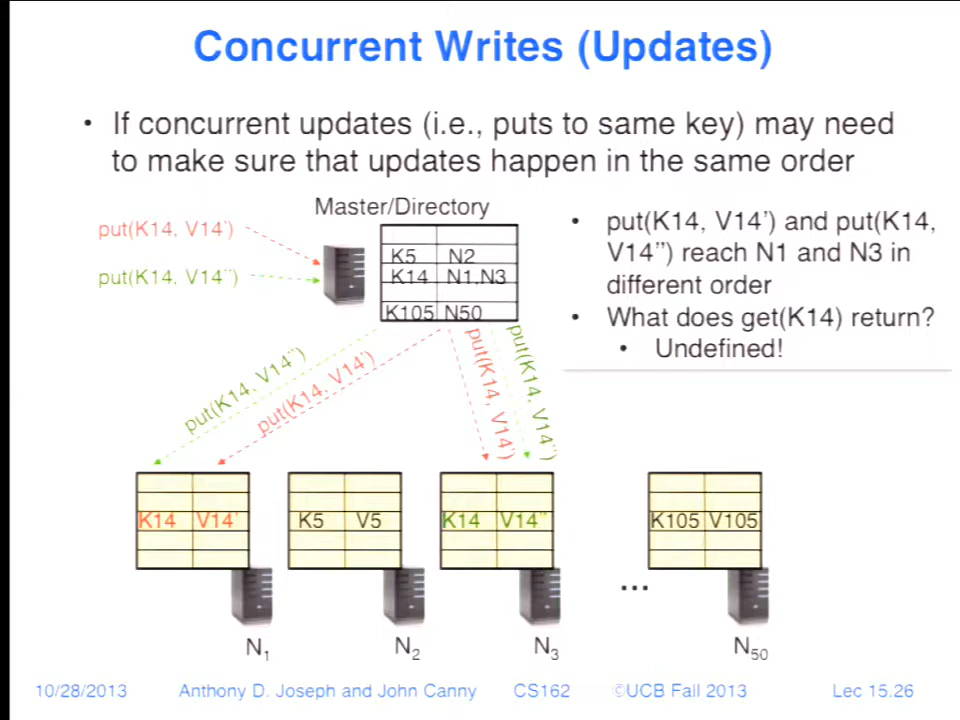 Concurrent Writes (Updates)
• If concurrent updates (i.e., puts to same key) may need
to make sure that updates happen in the same order
Master/Directory
put(K14, V14')
put(K14, V14'')
K5 N2
K14 N1,N3
K105 N50
• put(K14, V14') and put(K14,
V14'') reach N1 and N3 in
different order
• What does get(K14) return?
• Undefined!
put(K14, V14'')
put(K14, V14')
put(K14, V14')
put(K14, V14'')
K14 V14'
K5 V5
K14 V14''
K105 V105
...
N1
N2
N3
N50
10/28/2013 Anthony D. Joseph and John Canny CS162 ©UCB Fall 2013 Lec 15.26